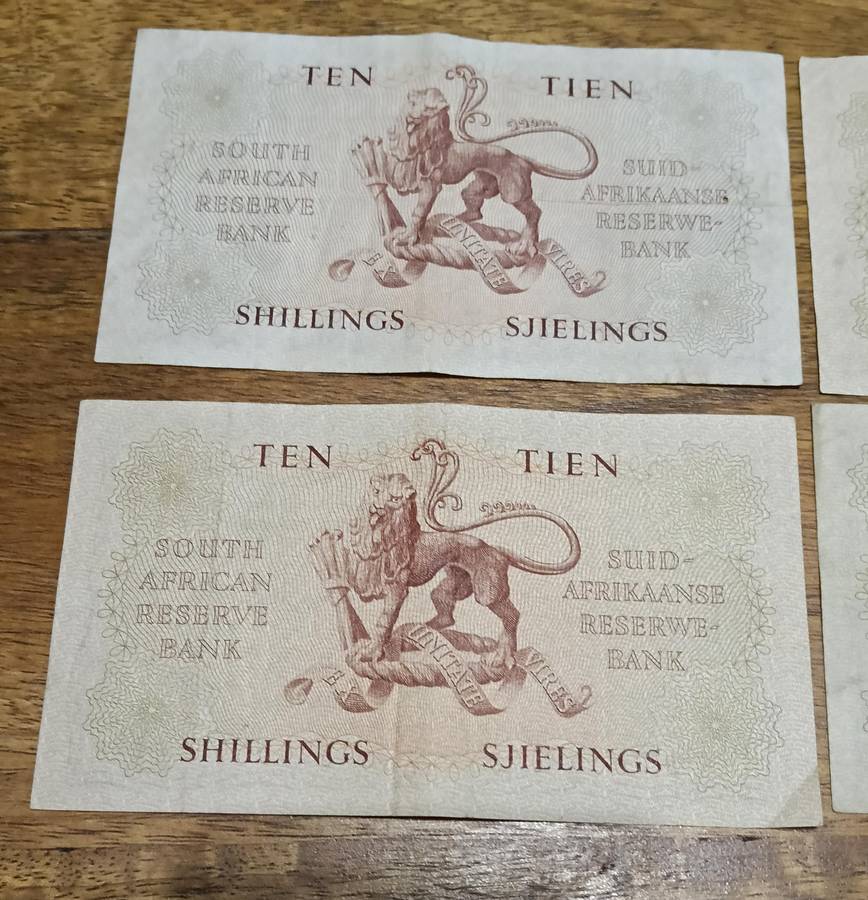 TEN TIEN
SOUTH
AFRICAN
RESERVE
BANK
SUID-
AFRIKAANSE
RESERWE-
BANK
EX UNITATE VIRES
SHILLINGS SJIELINGS
TEN TIEN
SOUTH
AFRICAN
RESERVE
BANK
SUID-
AFRIKAANSE
RESERWE-
BANK
EX UNITATE VIRES
SHILLINGS SJIELINGS